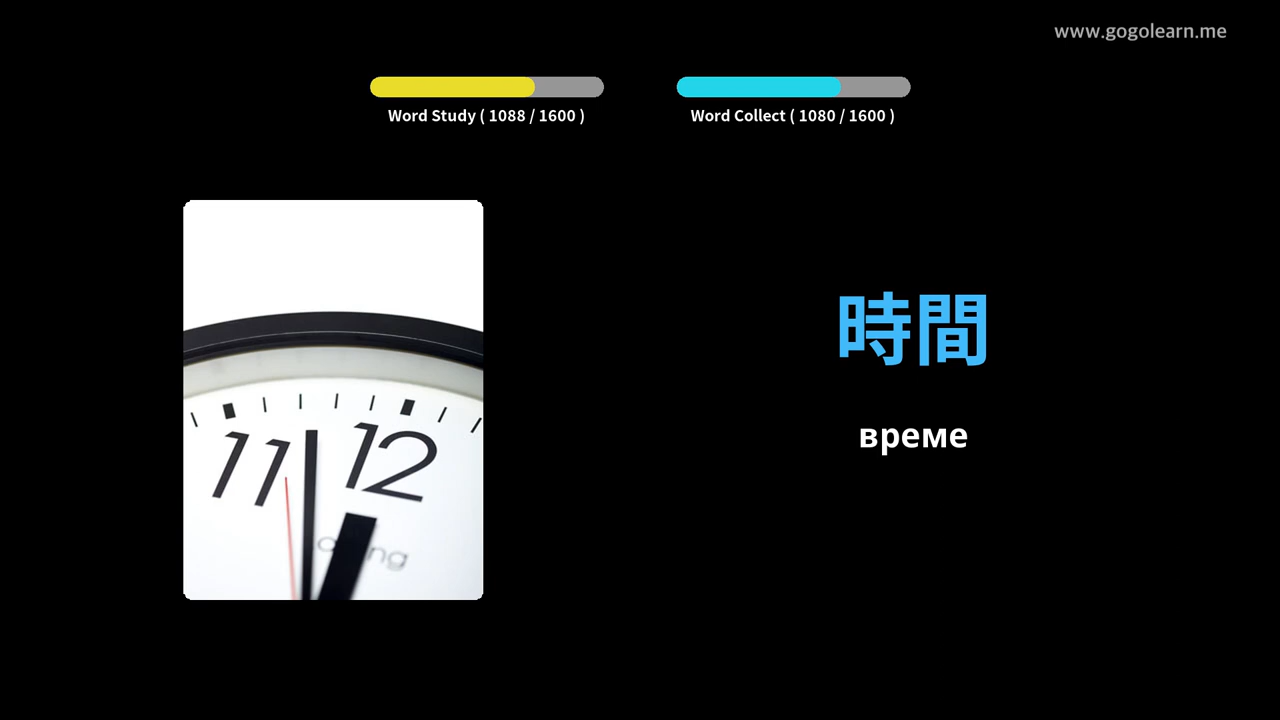 www.gogolearn.me
Word Study ( 1088 / 1600 )
Word Collect ( 1080 / 1600 )
11 12
時間
време